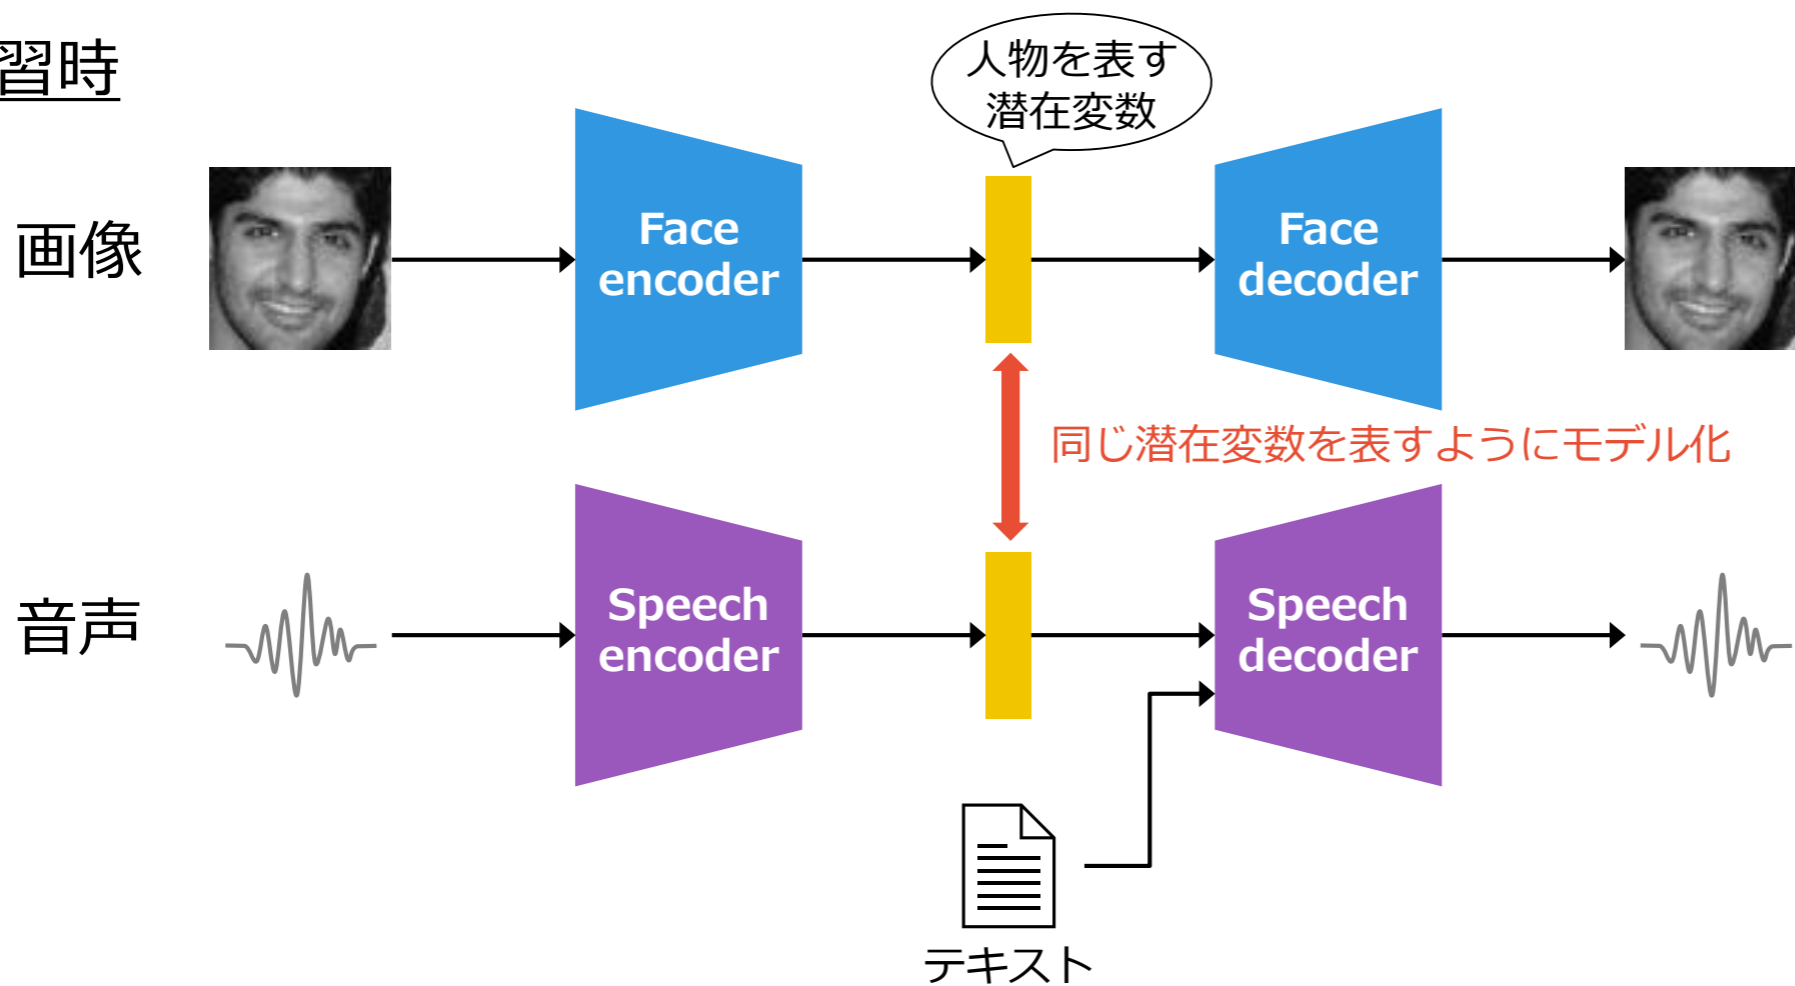 習時
人物を表す
潜在変数
画像
Face
encoder
Face
decoder
同じ潜在変数を表すようにモデル化
音声
Speech
encoder
Speech
decoder
テキスト